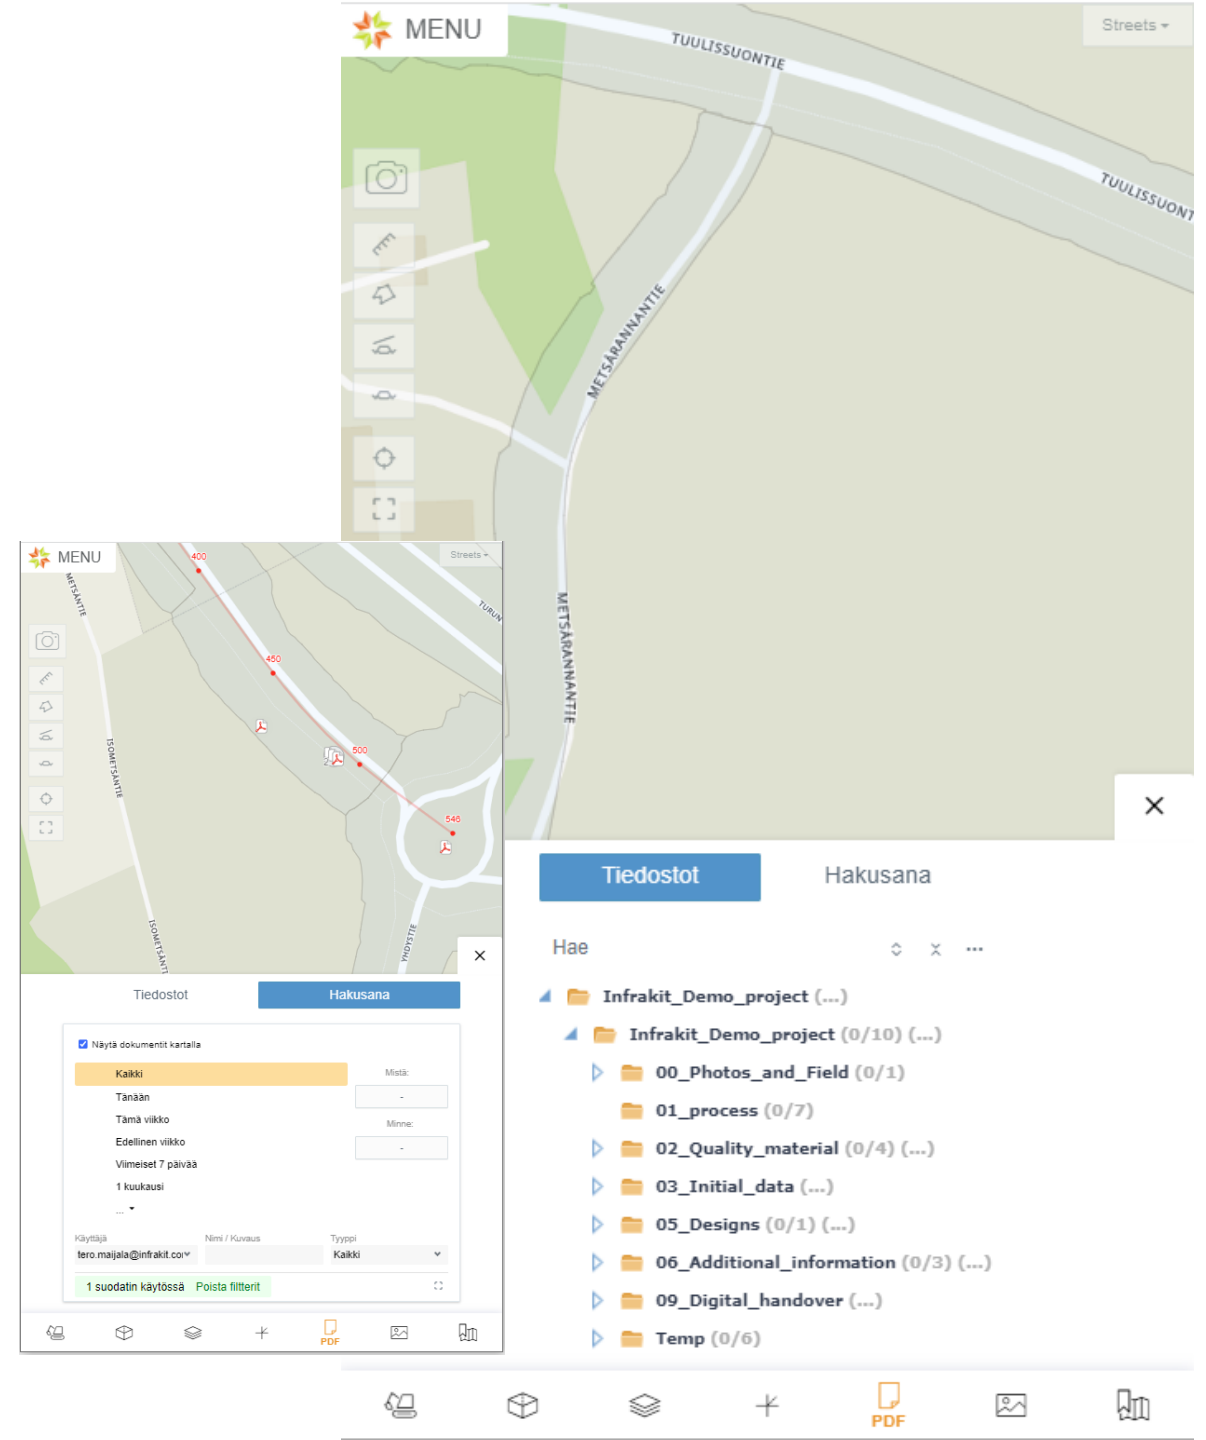 MENU
Streets
TUULISSUONTIE
TUULISSUONT
METSÄRANNANTIE
METSÄRANNANTIE
Tiedostot
Hakusana
Hae
...
Infrakit_Demo_project (...)
Infrakit_Demo_project (0/10) (...)
00_Photos_and_Field (0/1)
01_process (0/7)
02_Quality_material (0/4) (...)
03_Initial_data (...)
05_Designs (0/1) (...)
06_Additional_information (0/3) (...)
09_Digital_handover (...)
Temp (0/6)
PDF
MENU
Streets
400
METSÄNTIE
TURUN
450
ISOMETSÄNTIE
500
546
ISOMETSÄNTI
YHDYSTIE
Tiedostot
Hakusana
Näytä dokumentit kartalla
Kaikki
Mistä:
Tänään
-
Tämä viikko
Minne:
Edellinen viikko
-
Viimeiset 7 päivää
1 kuukausi
...
Käyttäjä
Nimi / Kuvaus
Tyyppi
tero.maijala@infrakit.cor
Kaikki
1 suodatin käytössä Poista filtterit
PDF